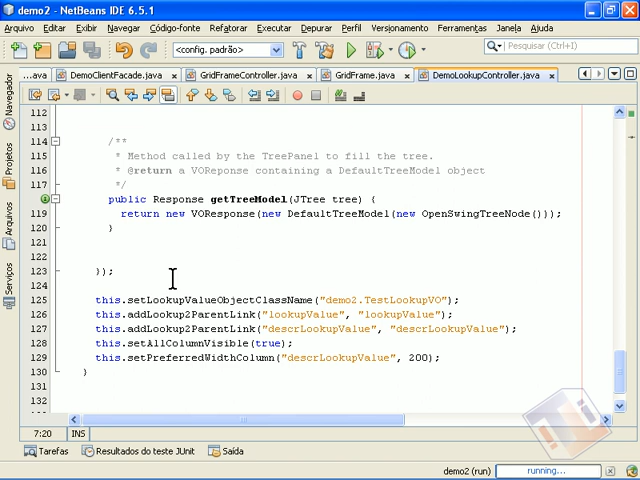 demo2 - NetBeans IDE 6.5.1
Arquivo Editar Exibir Navegar Código-fonte Refatorar Executar Depurar Perfil Versionamento Ferramentas Janela Ajuda
<config. padrão> Pesquisar (Ctrl+I)
...ava DemoClientFacade.java GridFrameController.java GridFrame.java DemoLookupController.java
Navegador
Projetos
Arquivos
Serviços
112
113
114 /**
115 * Method called by the TreePanel to fill the tree.
116 * @return a VOReponse containing a DefaultTreeModel object
117 */
118 public Response getTreeModel(JTree tree) {
119 return new VOResponse(new DefaultTreeModel(new OpenSwingTreeNode()));
120 }
121
122
123 });
124
125 this.setLookupValueObjectClassName("demo2.TestLookupVO");
126 this.addLookup2ParentLink("lookupValue", "lookupValue");
127 this.addLookup2ParentLink("descrLookupValue", "descrLookupValue");
128 this.setAllColumnVisible(true);
129 this.setPreferredWidthColumn("descrLookupValue", 200);
130 }
131
132
7:20 INS
Tarefas Resultados do teste JUnit Saída
demo2 (run) running...